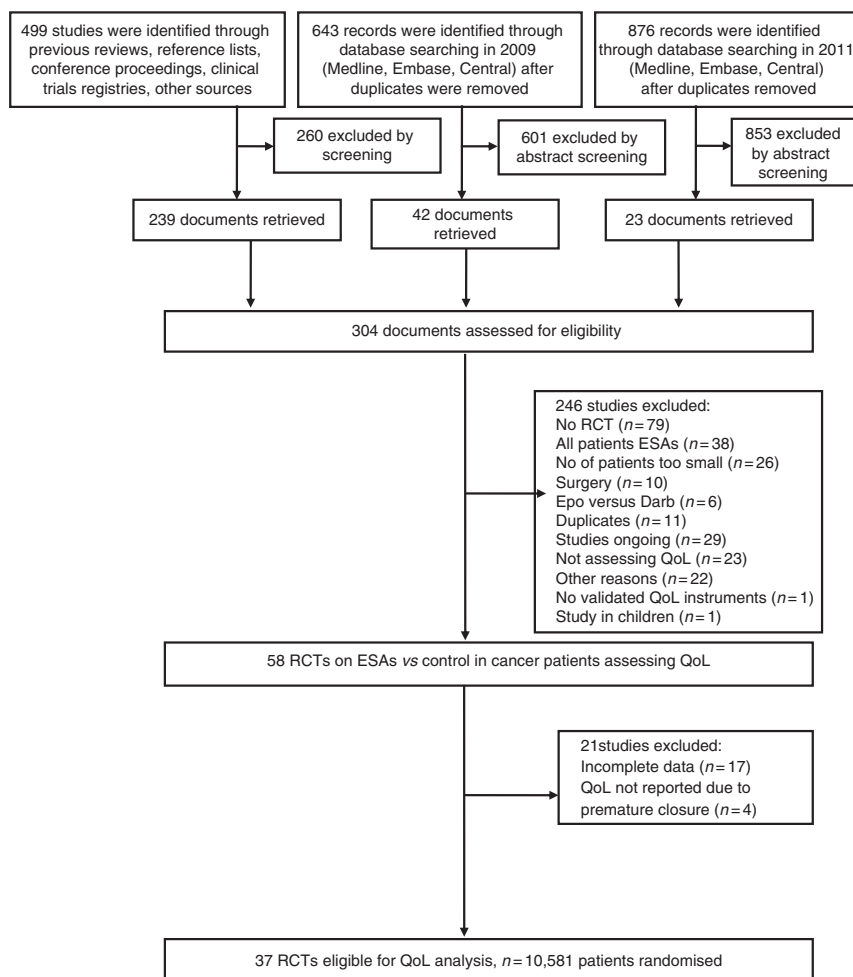 499 studies were identified through
previous reviews, reference lists,
conference proceedings, clinical
trials registries, other sources
643 records were identified through
database searching in 2009
(Medline, Embase, Central) after
duplicates were removed
876 records were identified
through database searching in 2011
(Medline, Embase, Central)
after duplicates removed
260 excluded by
screening
601 excluded by
abstract screening
853 excluded
by abstract
screening
239 documents retrieved
42 documents
retrieved
23 documents retrieved
304 documents assessed for eligibility
246 studies excluded:
No RCT (n=79)
All patients ESAs (n=38)
No of patients too small (n=26)
Surgery (n=10)
Epo versus Darb (n=6)
Duplicates (n=11)
Studies ongoing (n=29)
Not assessing QoL (n=23)
Other reasons (n=22)
No validated QoL instruments (n=1)
Study in children (n=1)
58 RCTs on ESAs vs control in cancer patients assessing QoL
21studies excluded:
Incomplete data (n=17)
QoL not reported due to
premature closure (n=4)
37 RCTs eligible for QoL analysis, n=10,581 patients randomised